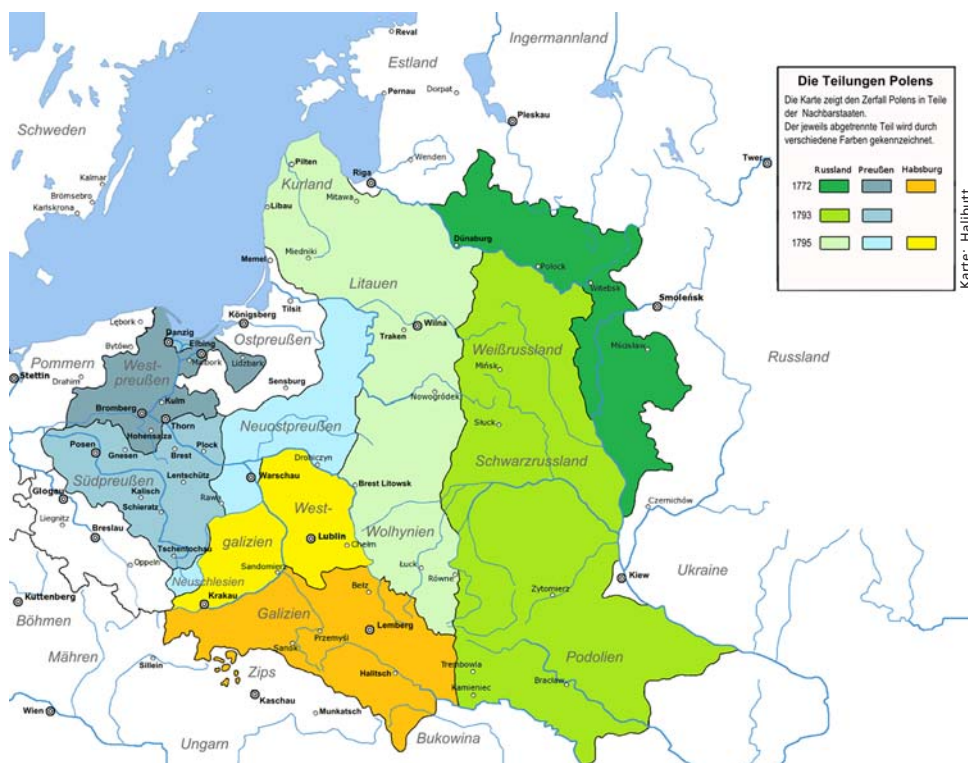 Reval
Ingermannland
Estland
Pernau
Dorpat
Pleskau
Schweden
Wenden
Twer
Pilten
Riga
Kurland
Kalmar
Mitawa
Brömsebro
Karlskrona
Libau
Dünaburg
Miedniki
Memel
Polock
Witebsk
Litauen
Smoleńsk
Tilsit
Königsberg
Lębork
Danzig
Wilna
Traken
Ostpreußen
Bytów
Elbing
Weißrussland
Mścisław
Pommern
Malbork
Lidzbark
Russland
West-
preußen
Mińsk
Stettin
Drahim
Sensburg
Nowogródek
Kulm
Bromberg
Thorn
Słuck
Hohensalza
Neuostpreußen
Posen
Gnesen
Brest
Plock
Drohiczyn
Schwarzrussland
Südpreußen
Lentschütz
Warschau
Brest Litowsk
Glogau
Kalisch
Rawa
West-
Czernichów
Liegnitz
Schieratz
Wolhynien
Breslau
galizien
Lublin
Chełm
Tschentochau
Oppeln
Sandomierz
Łuck
Równe
Neuschlesien
Kiew
Ukraine
Kuttenberg
Krakau
Bełz
Żytomierz
Böhmen
Galizien
Lemberg
Przemyśl
Sanok
Mähren
Sillein
Zips
Halitsch
Trembowla
Podolien
Kaschau
Kamieniec
Bracław
Wien
Munkatsch
Ungarn
Bukowina
Die Teilungen Polens
Die Karte zeigt den Zerfall Polens in Teile
der Nachbarstaaten.
Der jeweils abgetrennte Teil wird durch
verschiedene Farben gekennzeichnet.
Russland Preußen Habsburg
1772
1793
1795
Karte: Halibutt